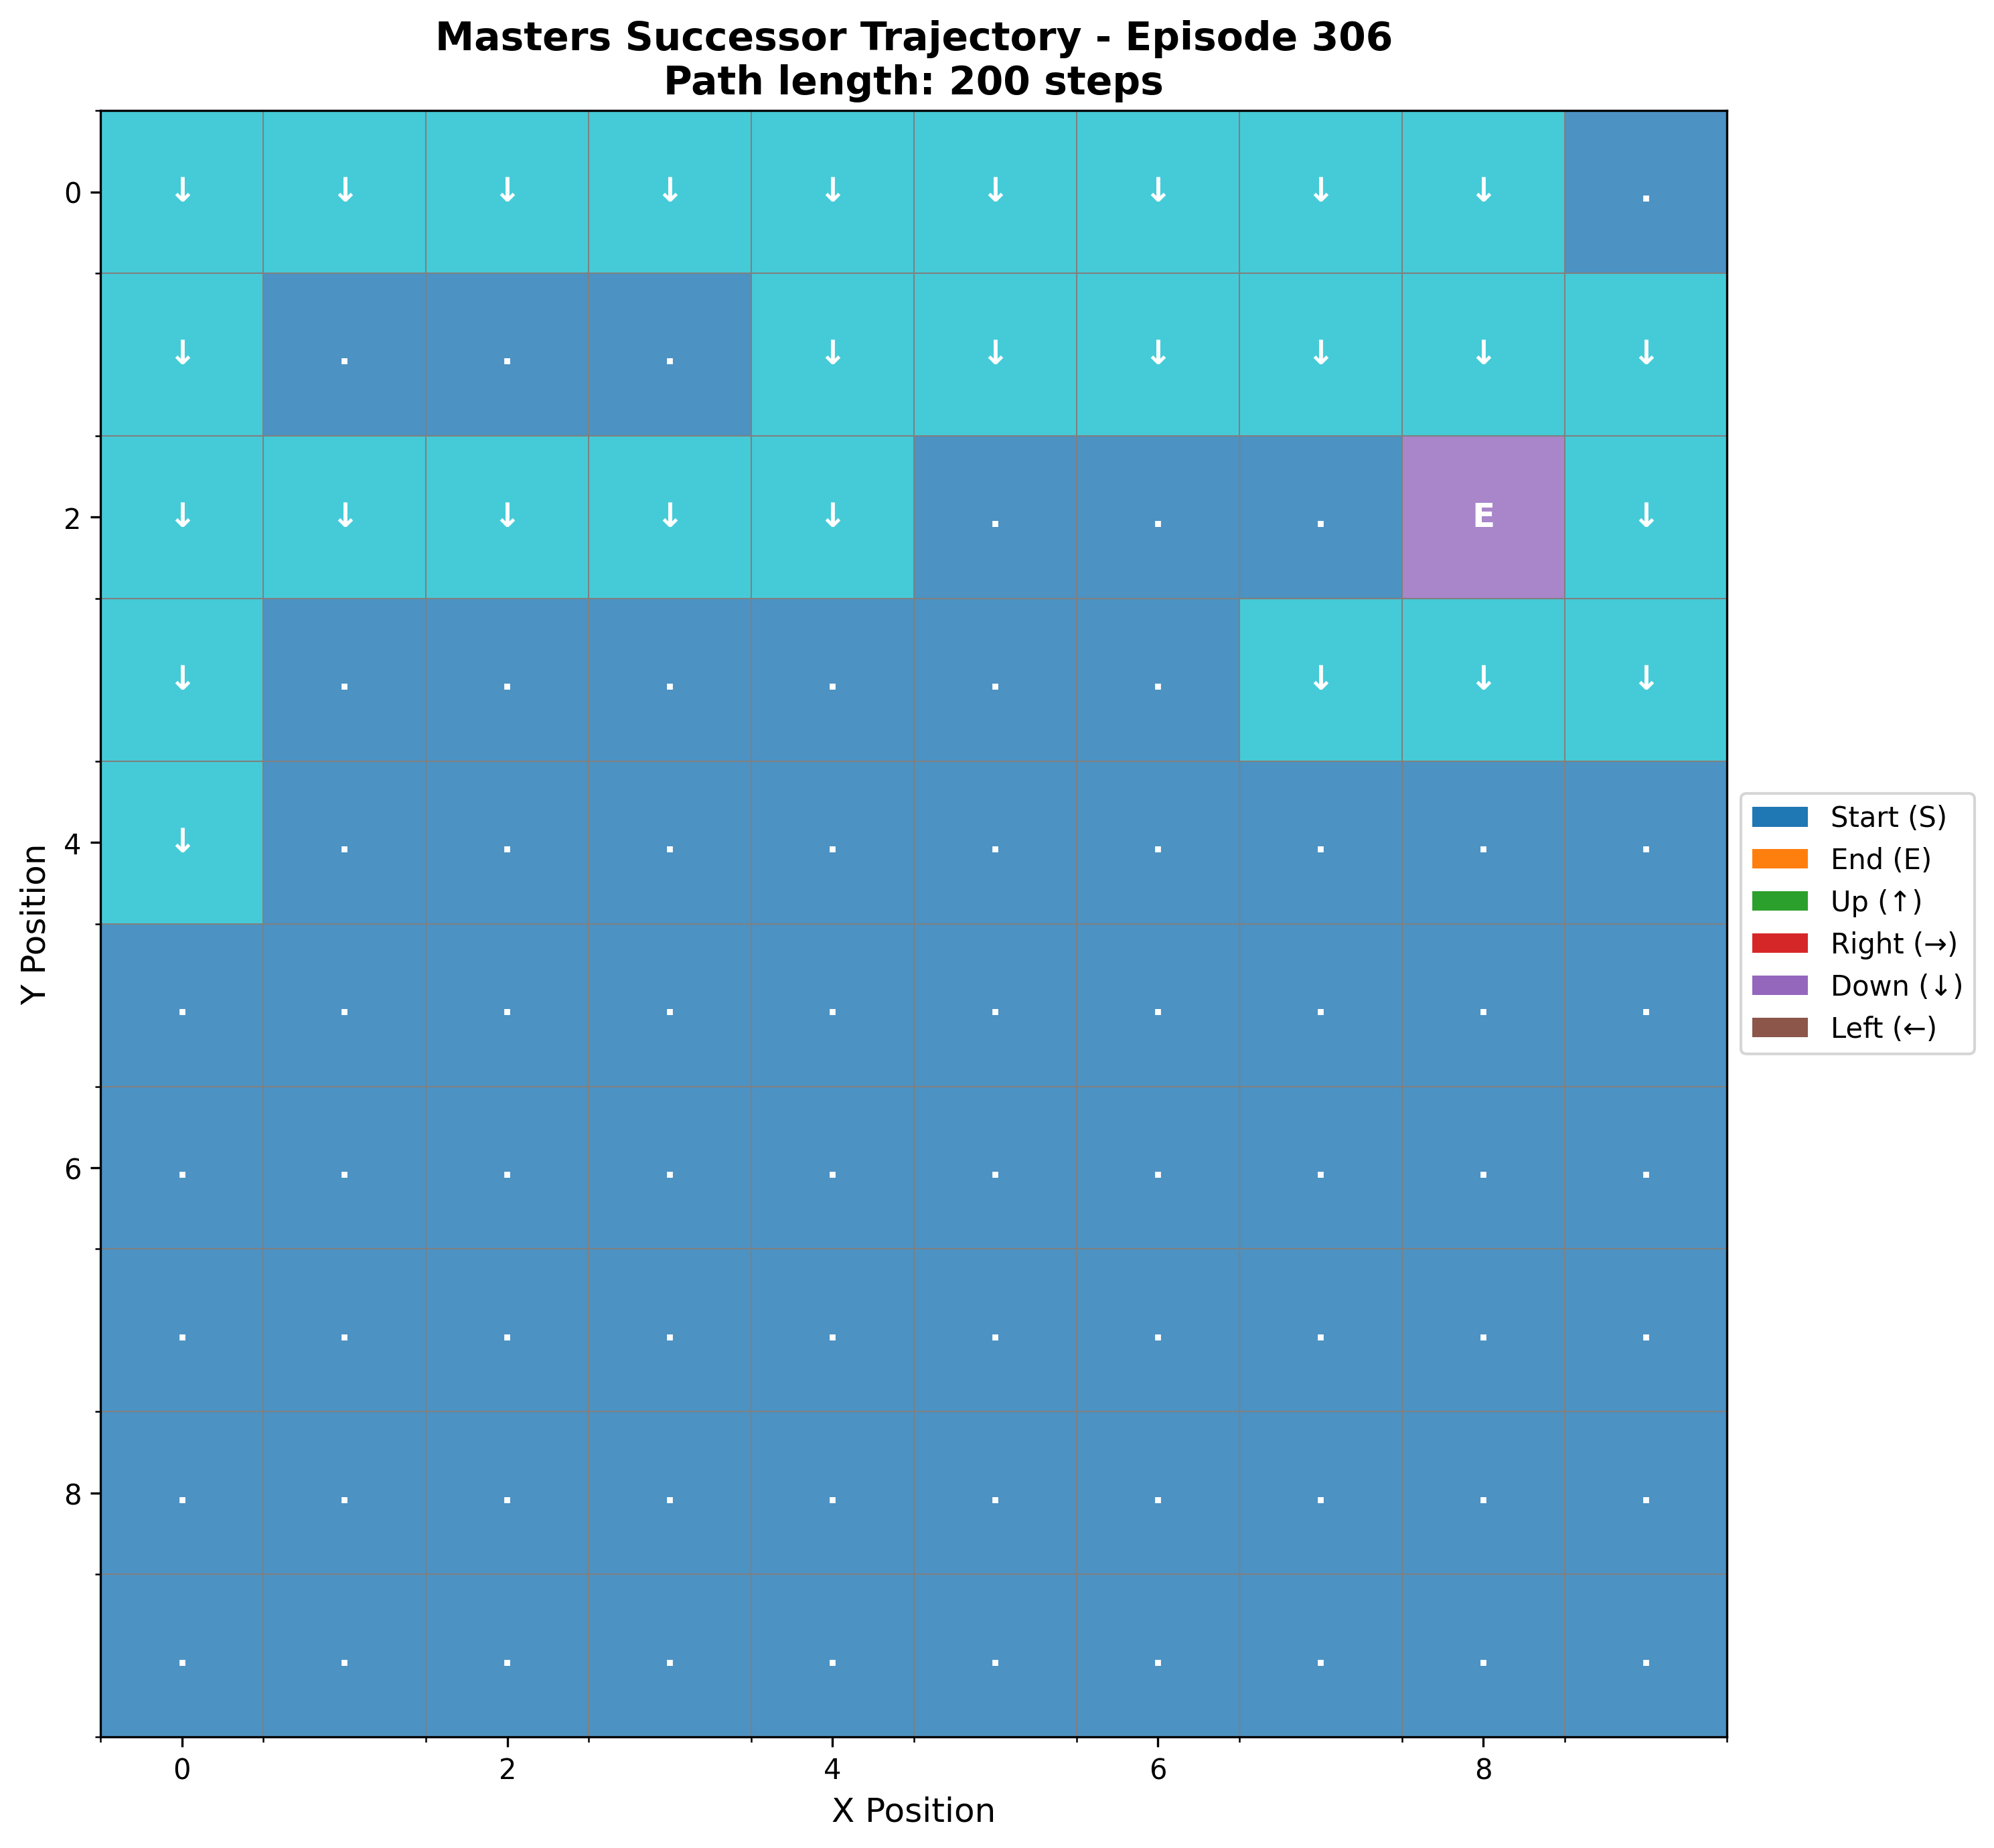 Masters Successor Trajectory - Episode 306
Path length: 200 steps
0 ↓ ↓ ↓ ↓ ↓ ↓ ↓ ↓ ↓ .
↓ . . . ↓ ↓ ↓ ↓ ↓ ↓
2 ↓ ↓ ↓ ↓ ↓ . . . E ↓
↓ . . . . . . ↓ ↓ ↓
4 ↓ . . . . . . . . .
. . . . . . . . . .
6 . . . . . . . . . .
. . . . . . . . . .
8 . . . . . . . . . .
. . . . . . . . . .
0 2 4 6 8
X Position
Y Position
Start (S)
End (E)
Up (↑)
Right (→)
Down (↓)
Left (←)